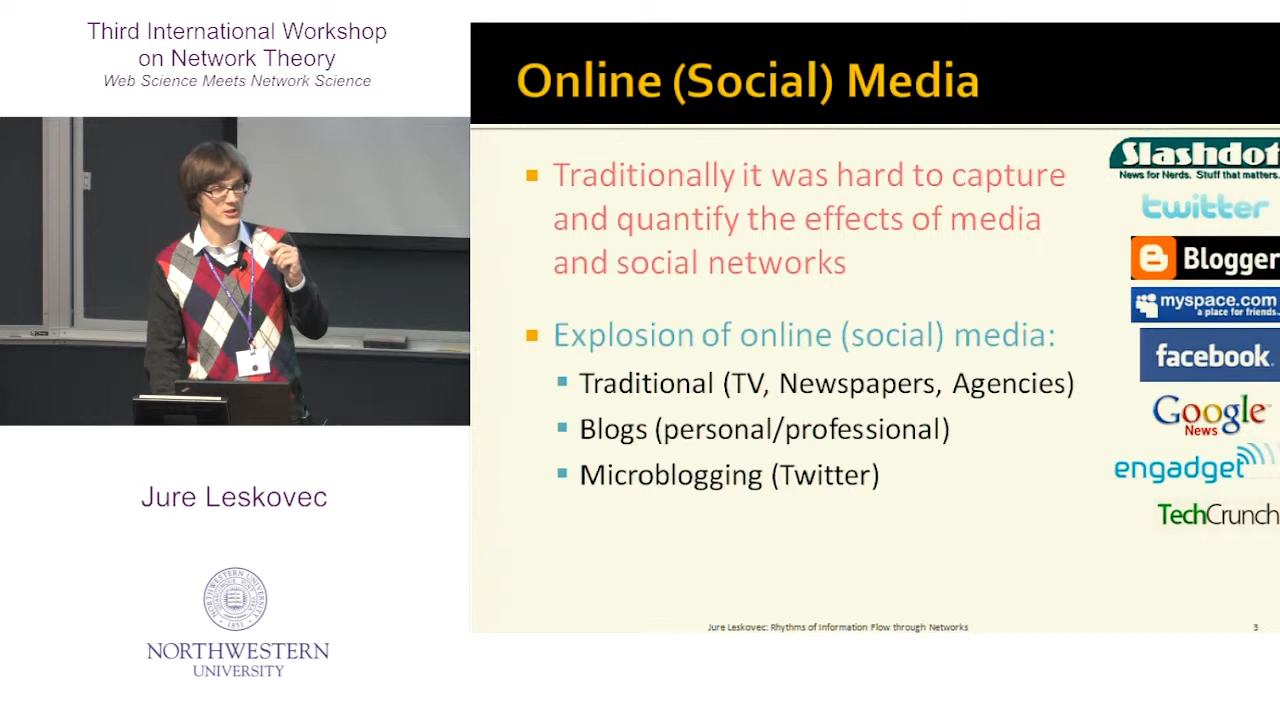 Third International Workshop
on Network Theory
Web Science Meets Network Science
Jure Leskovec
NORTHWESTERN
UNIVERSITY
1851
Online (Social) Media
Traditionally it was hard to capture
and quantify the effects of media
and social networks
Explosion of online (social) media:
Traditional (TV, Newspapers, Agencies)
Blogs (personal/professional)
Microblogging (Twitter)
Slashdot
News for Nerds. Stuff that matters.
twitter
Blogger
myspace.com
a place for friends.
facebook.
Google
News
engadget
TechCrunch
Jure Leskovec: Rhythms of Information Flow through Networks
3